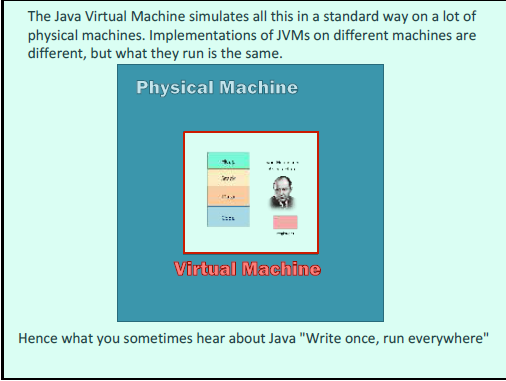 The Java Virtual Machine simulates all this in a standard way on a lot of
physical machines. Implementations of JVMs on different machines are
different, but what they run is the same.
Physical Machine
Stack
Virtual Machine
Hence what you sometimes hear about Java "Write once, run everywhere"